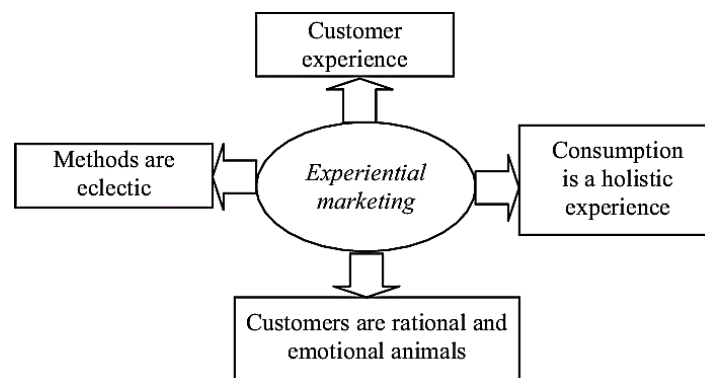 Customer
experience
Methods are
eclectic
Experiential
marketing
Consumption
is a holistic
experience
Customers are rational and
emotional animals